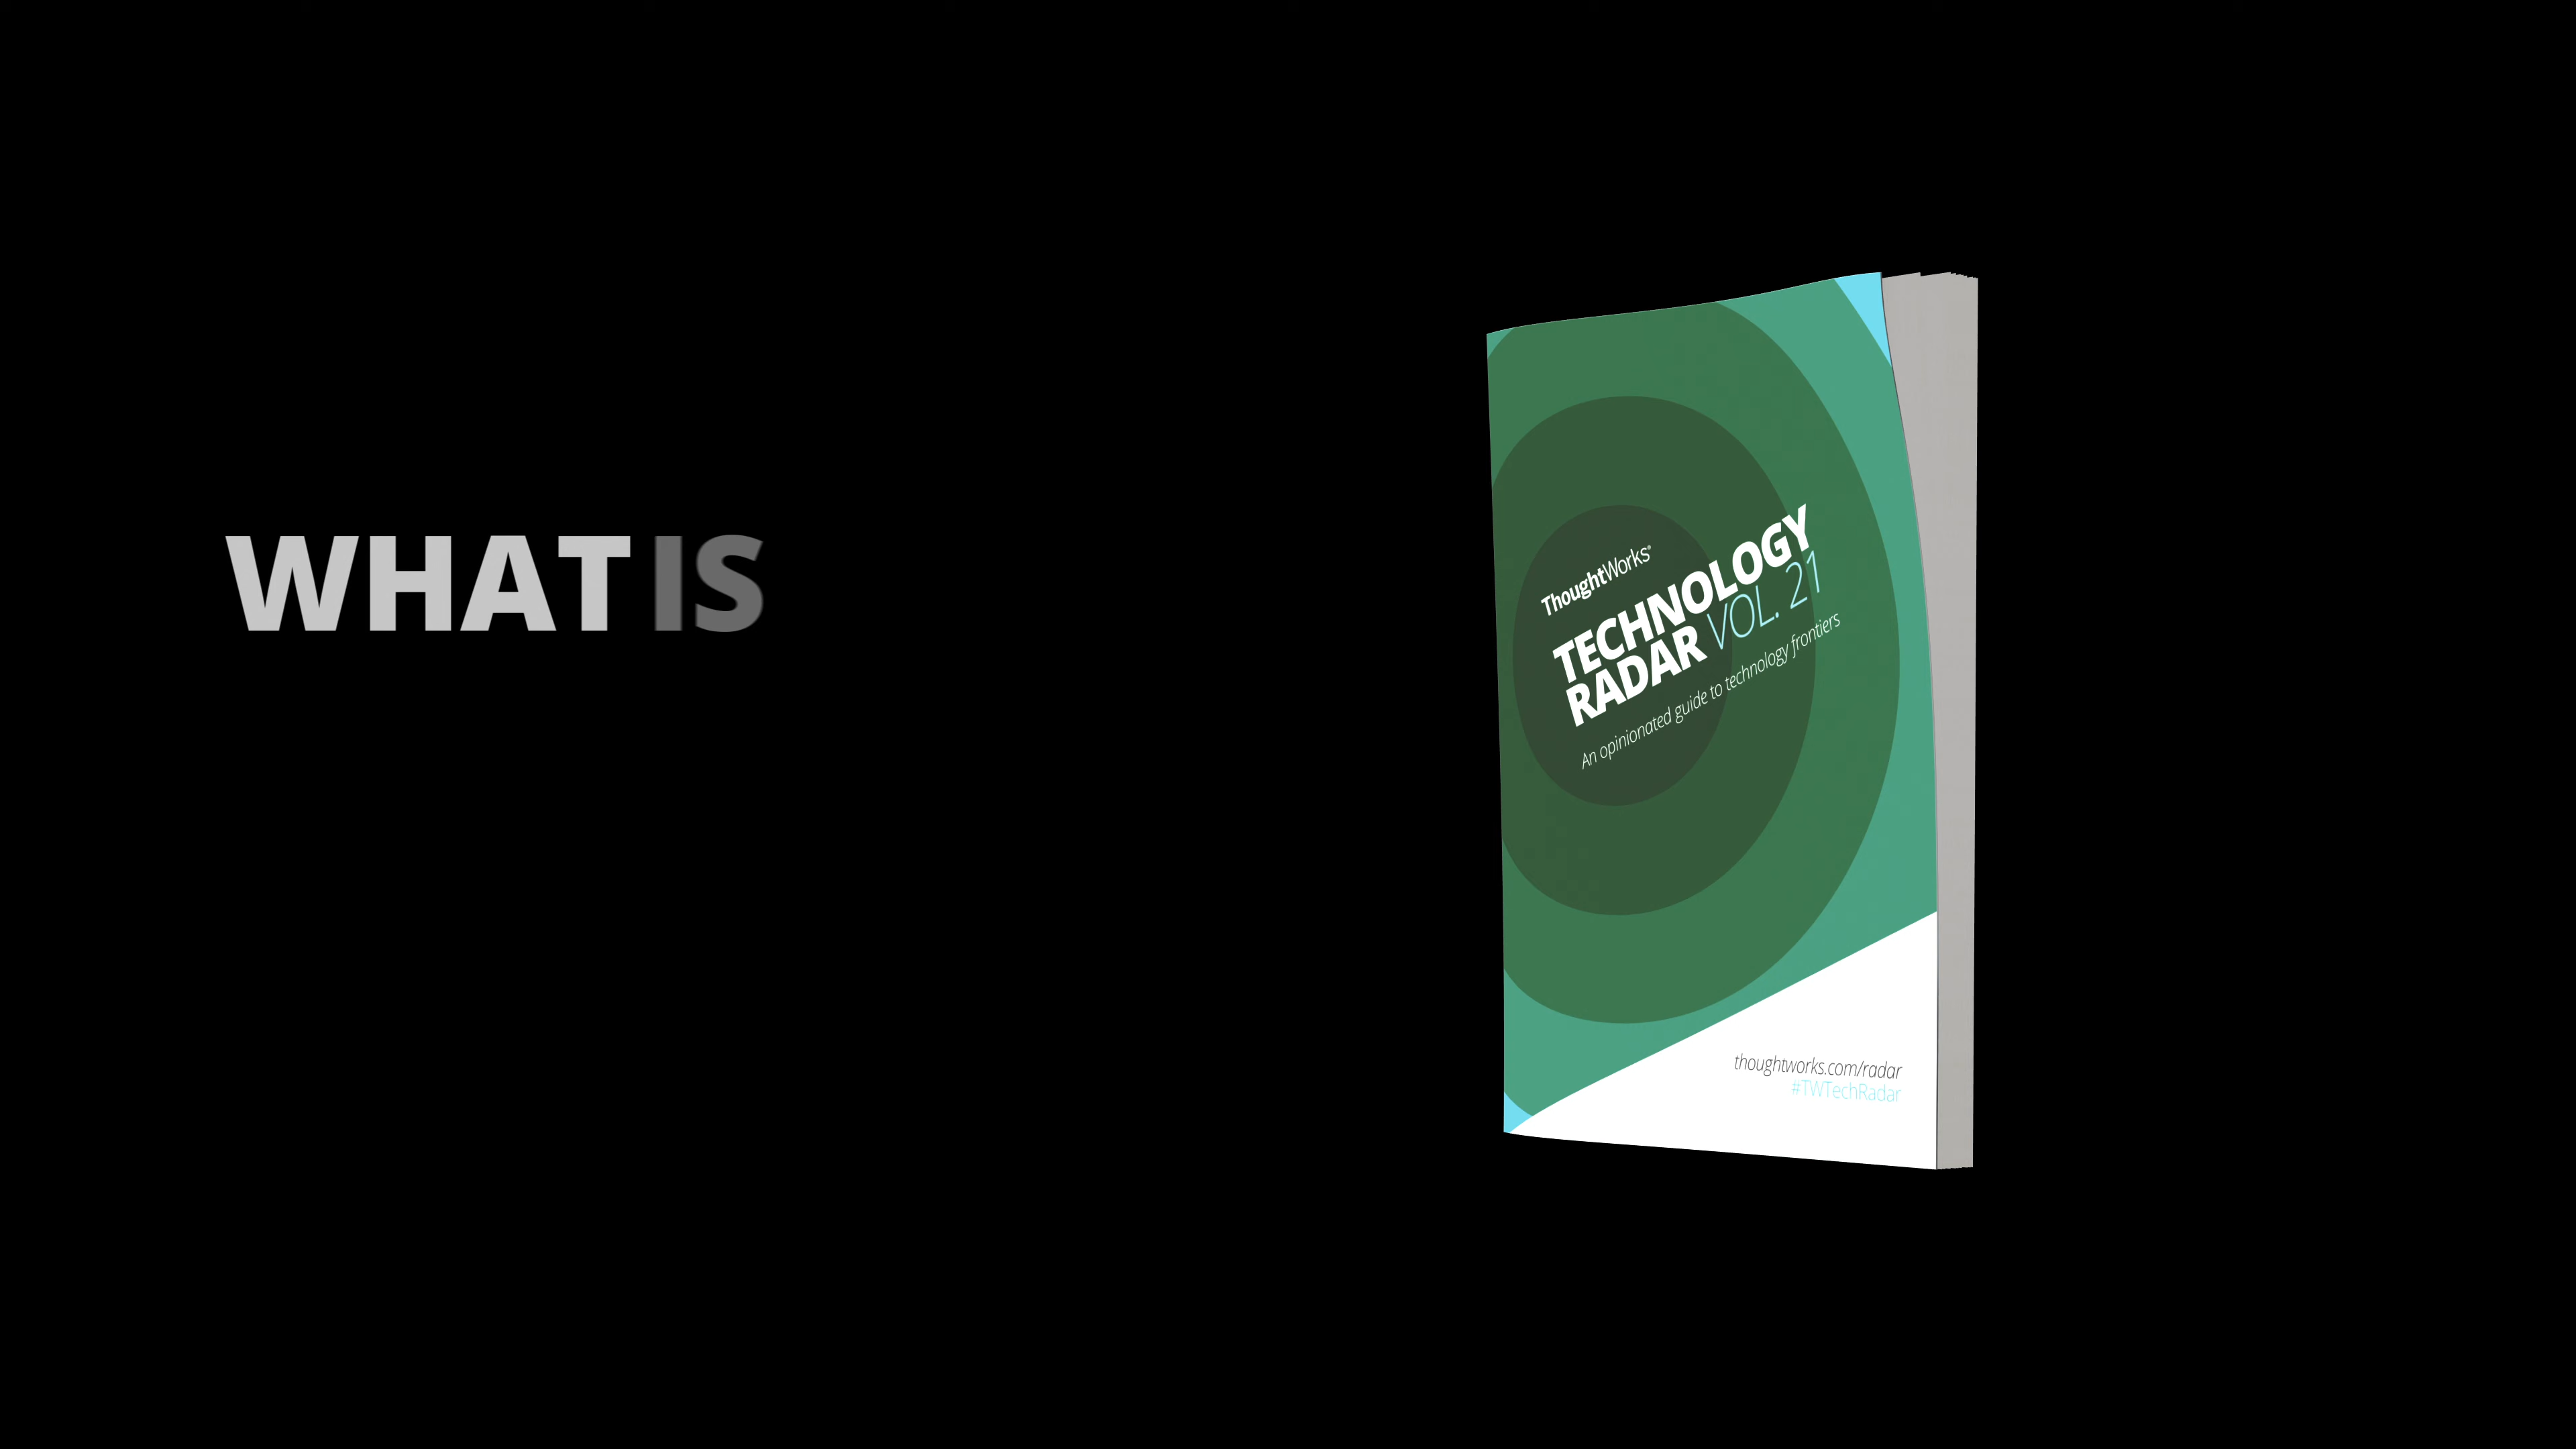 WHAT IS
ThoughtWorks®
TECHNOLOGY
RADAR VOL. 21
An opinionated guide to technology frontiers
thoughtworks.com/radar
#TWTechRadar